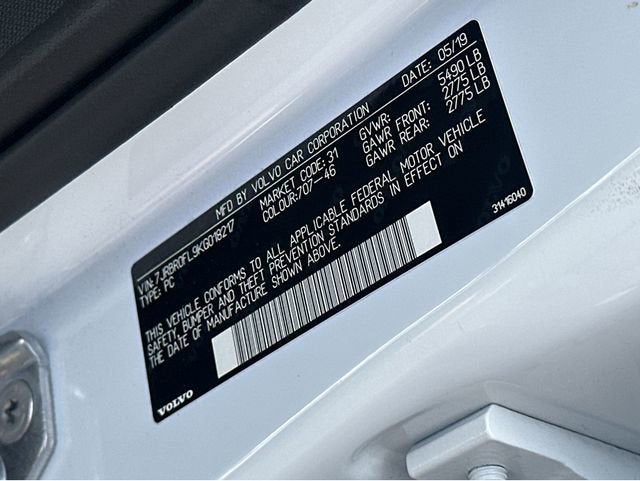 MFD BY VOLVO CAR CORPORATION DATE: 05/19
MARKET CODE: 31 GVWR: 5490 LB
COLOUR:707--46 GAWR FRONT: 2775 LB
GAWR REAR: 2775 LB
VIN:7JRBR0FL9KG018217
TYPE: PC
THIS VEHICLE CONFORMS TO ALL APPLICABLE FEDERAL MOTOR VEHICLE
SAFETY, BUMPER AND THEFT PREVENTION STANDARDS IN EFFECT ON
THE DATE OF MANUFACTURE SHOWN ABOVE.
VOLVO
31416040